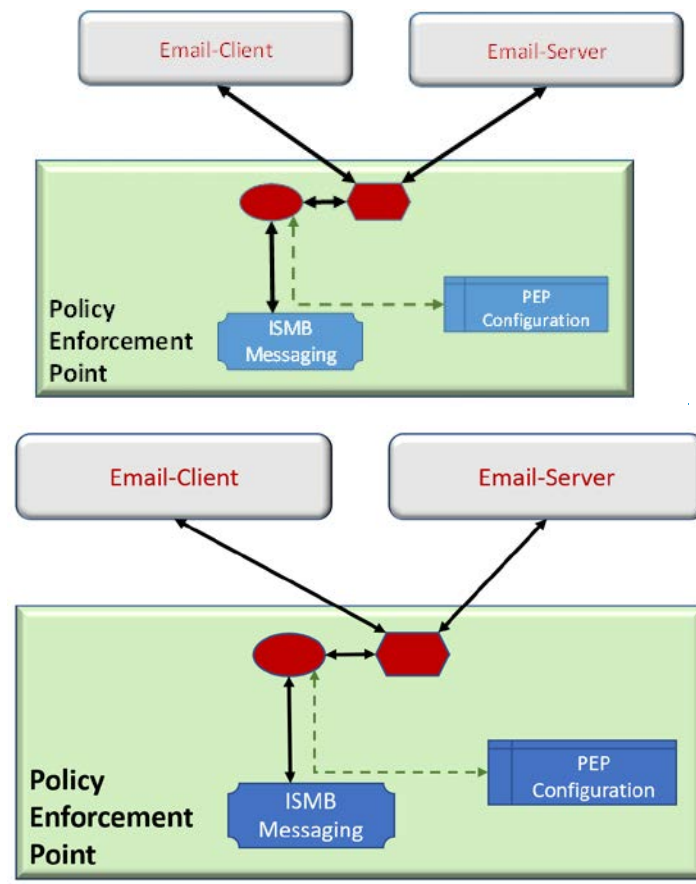 Email-Client
Email-Server
Policy
Enforcement
Point
ISMB
Messaging
PEP
Configuration
Email-Client
Email-Server
Policy
Enforcement
Point
ISMB
Messaging
PEP
Configuration